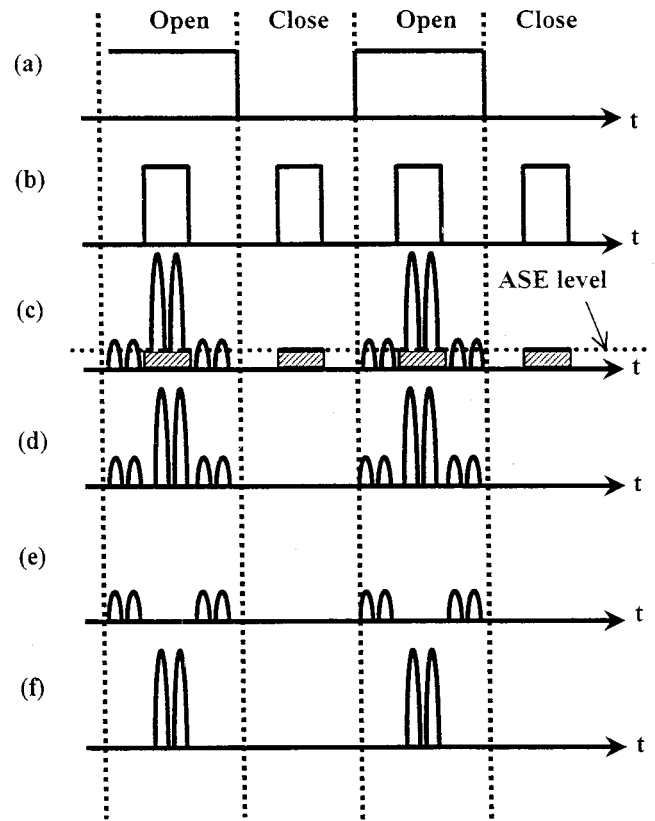 Open Close Open Close
(a)
t
(b)
t
(c)
ASE level
t
(d)
t
(e)
t
(f)
t